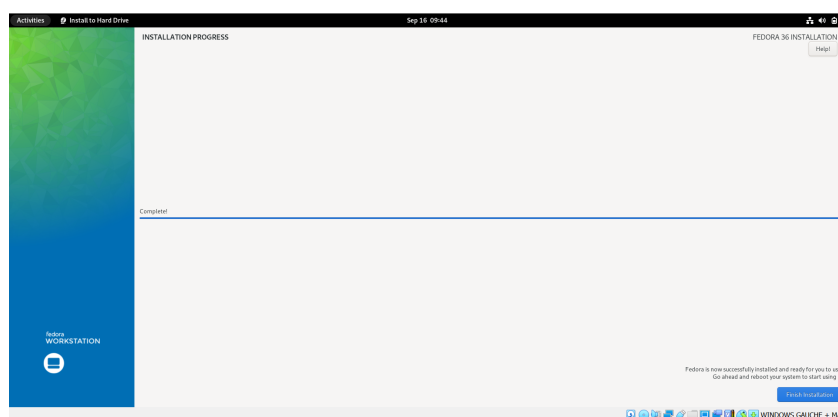 Activities Install to Hard Drive Sep 16 09:44
INSTALLATION PROGRESS FEDORA 36 INSTALLATION
Help!
Complete!
fedora
WORKSTATION
Fedora is now successfully installed and ready for you to us
Go ahead and reboot your system to start using
Finish Installation
WINDOWS GAUCHE + M